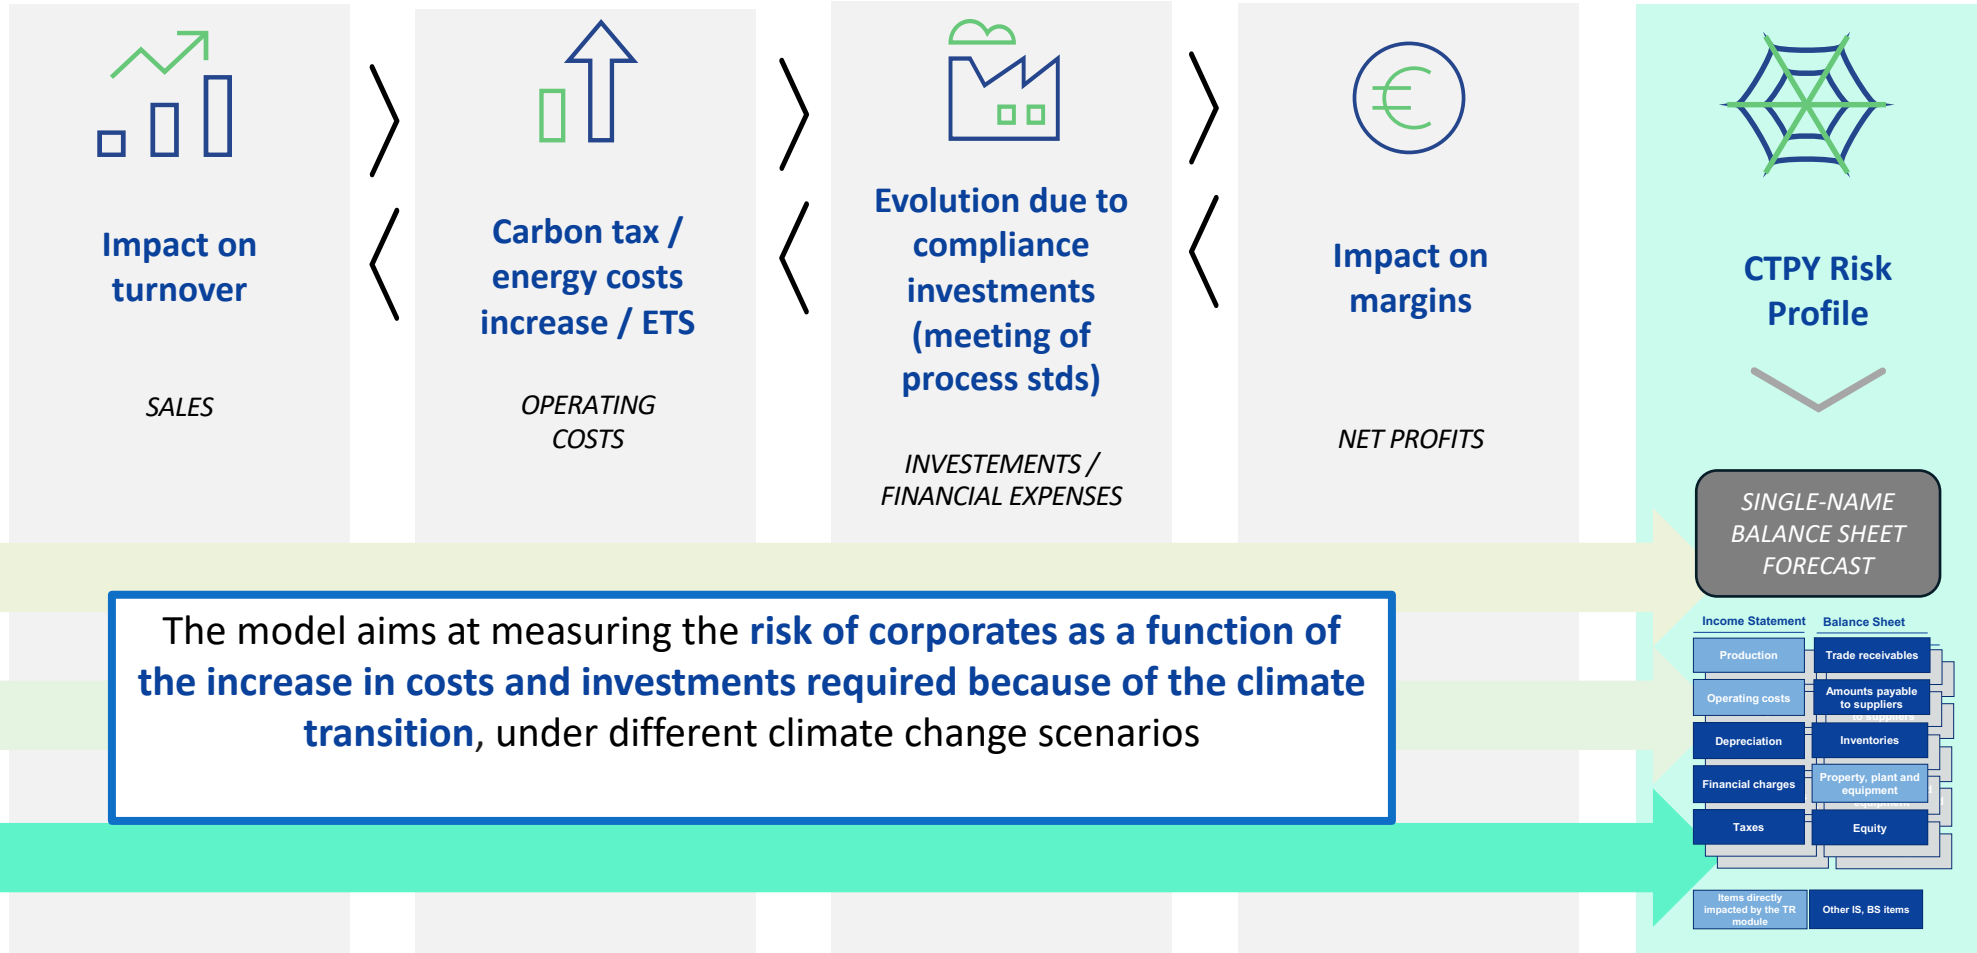 Impact on
turnover
SALES
Carbon tax /
energy costs
increase / ETS
OPERATING
COSTS
Evolution due to
compliance
investments
(meeting of
process stds)
INVESTEMENTS /
FINANCIAL EXPENSES
Impact on
margins
NET PROFITS
CTPY Risk
Profile
SINGLE-NAME
BALANCE SHEET
FORECAST
The model aims at measuring the risk of corporates as a function of
the increase in costs and investments required because of the climate
transition, under different climate change scenarios
Income Statement
Balance Sheet
Production
Trade receivables
Operating costs
Amounts payable
to suppliers
to suppliers
Depreciation
Inventories
Financial charges
Property, plant and
equipment
equipment
Taxes
Equity
Items directly
impacted by the TR
module
Other IS, BS items